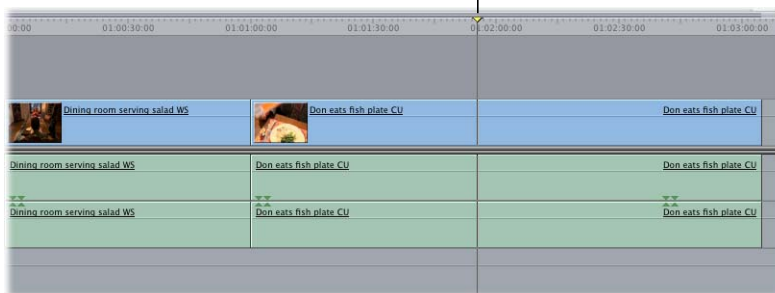 00:00 01:00:30:00 01:01:00:00 01:01:30:00 01:02:00:00 01:02:30:00 01:03:00:00
Dining room serving salad WS Don eats fish plate CU Don eats fish plate CU
Dining room serving salad WS Don eats fish plate CU Don eats fish plate CU
Dining room serving salad WS Don eats fish plate CU Don eats fish plate CU